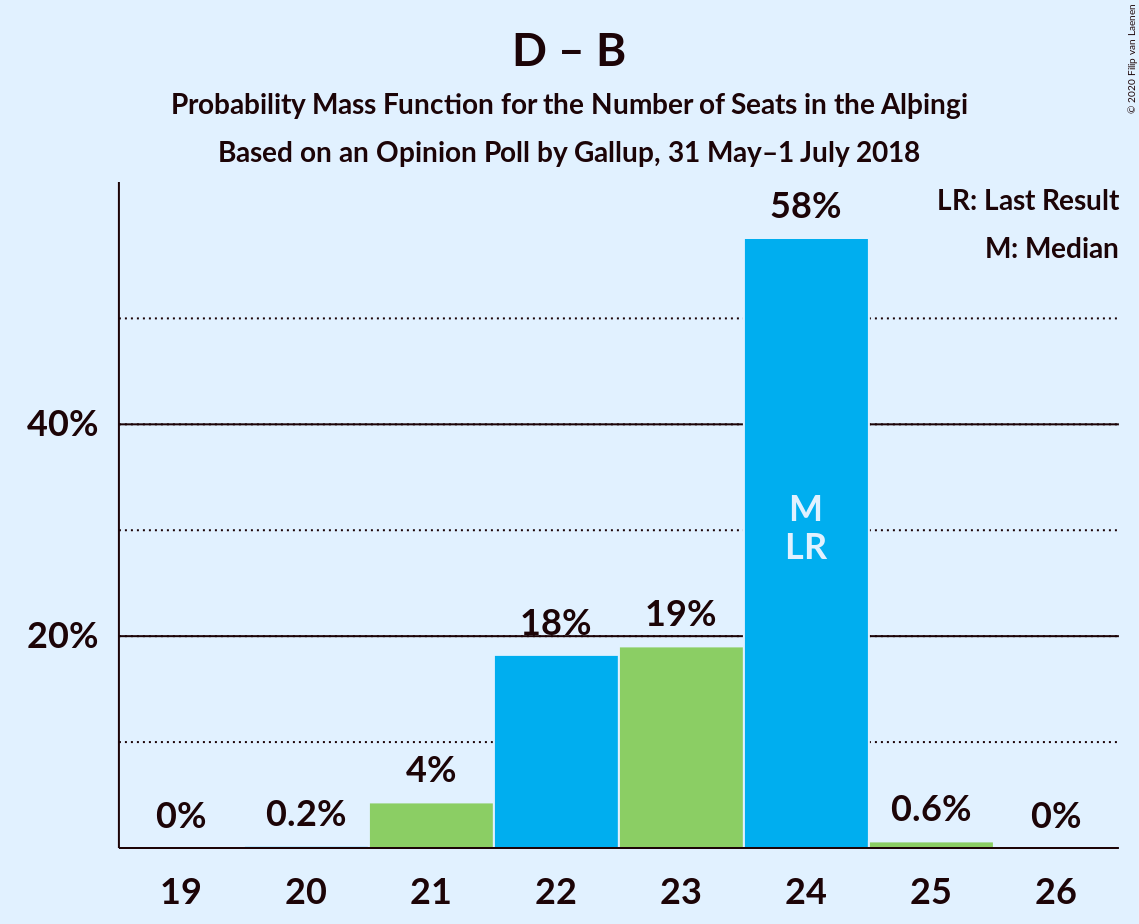 D – B
Probability Mass Function for the Number of Seats in the Alþingi
Based on an Opinion Poll by Gallup, 31 May–1 July 2018
© 2020 Filip van Laenen
LR: Last Result
M: Median
58%
40%
M
LR
20%
18%
19%
4%
0%
0.2%
0.6%
0%
19
20
21
22
23
24
25
26